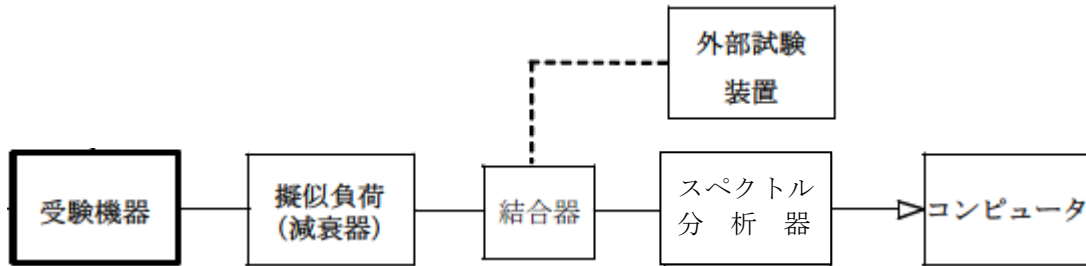 外部試験
装置
受験機器
擬似負荷
(減衰器)
結合器
スペクトル
分 析 器
コンピュータ